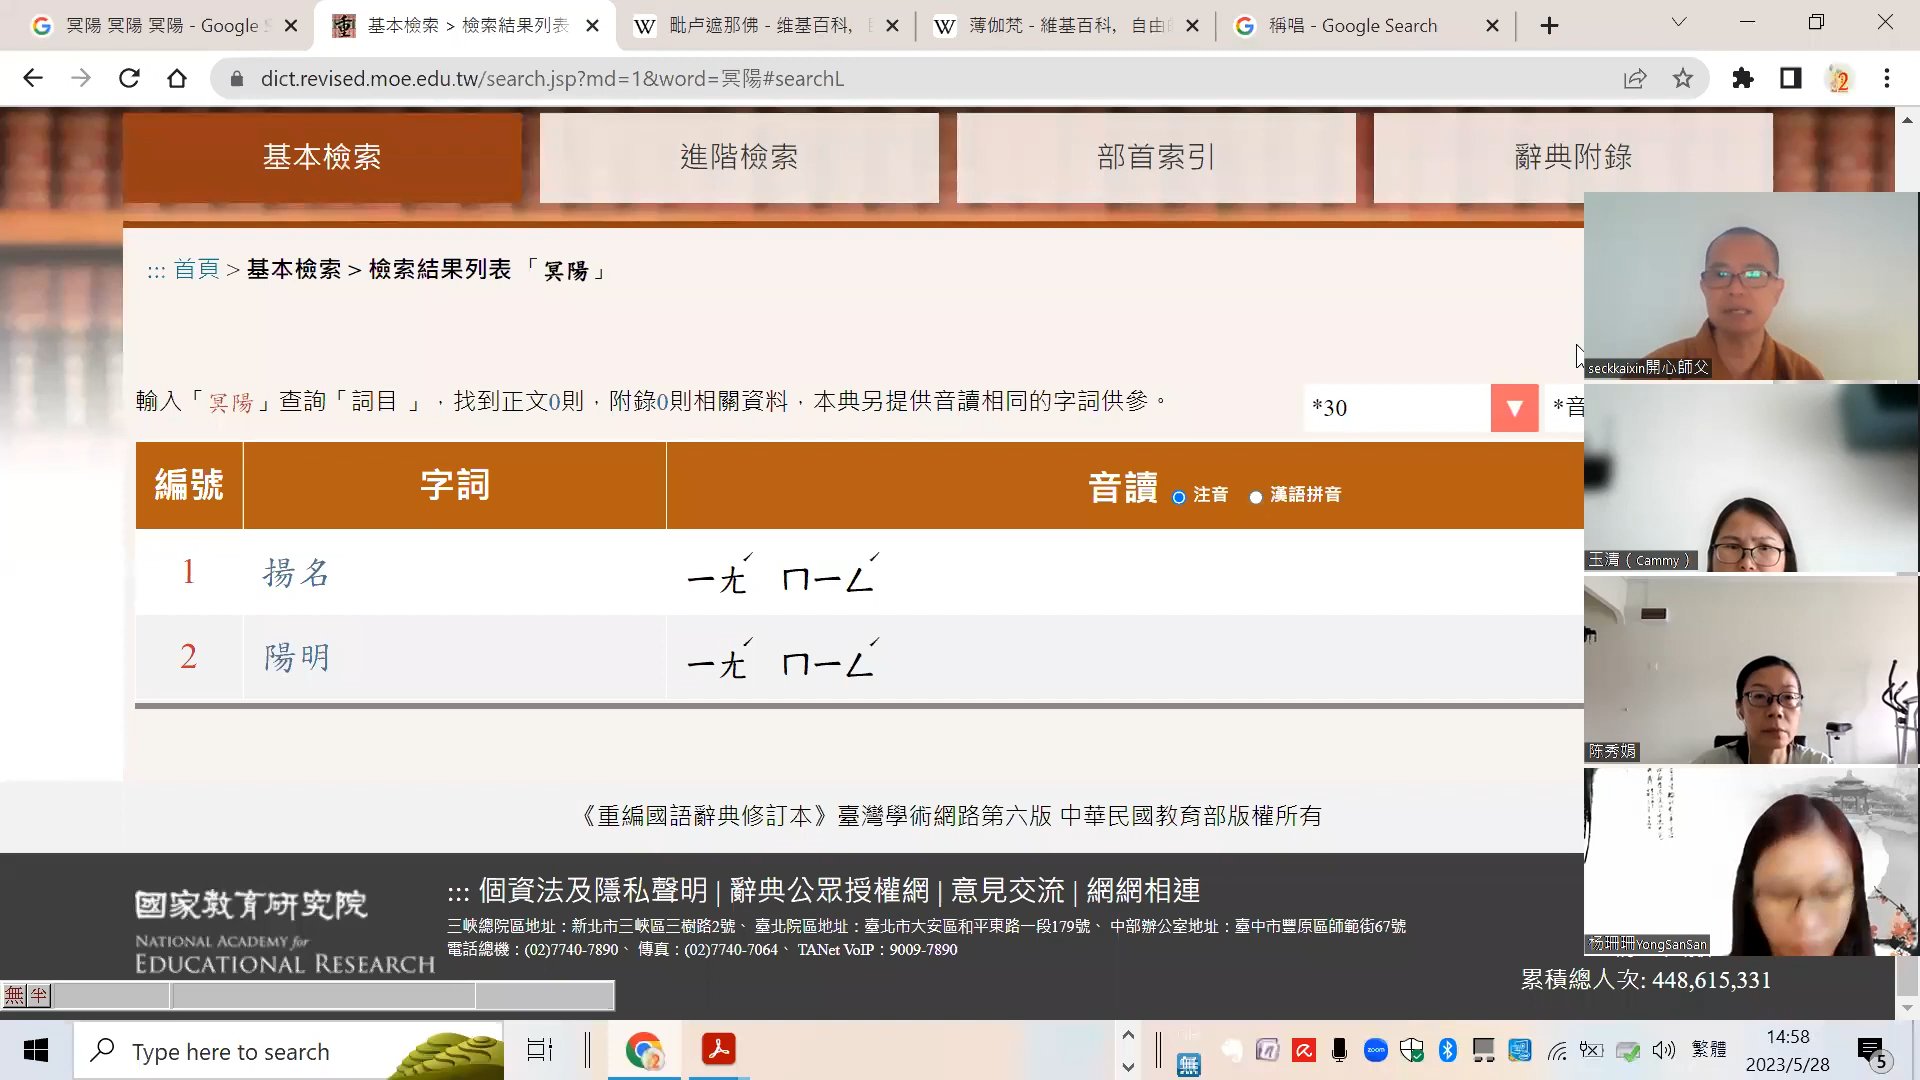 冥陽 冥陽 冥陽 - Google
基本檢索 > 檢索結果列表
毗卢遮那佛 - 维基百科,
薄伽梵 - 維基百科, 自由
稱唱 - Google Search
dict.revised.moe.edu.tw/search.jsp?md=1&word=冥陽#searchL
基本檢索
進階檢索
部首索引
辭典附錄
::: 首頁 > 基本檢索 > 檢索結果列表 「冥陽」
輸入「冥陽」查詢「詞目 」,找到正文0則,附錄0則相關資料,本典另提供音讀相同的字詞供參。
*30
▼
*音
編號
字詞
音讀 注音 漢語拼音
1 揚名 ㄧㄤˊ ㄇㄧㄥˊ
2 陽明 ㄧㄤˊ ㄇㄧㄥˊ
seckkaixin開心師父
玉清(Cammy)
陈秀娟
杨珊珊YongSanSan
《重編國語辭典修訂本》臺灣學術網路第六版 中華民國教育部版權所有
國家教育研究院
NATIONAL ACADEMY for
EDUCATIONAL RESEARCH
::: 個資法及隱私聲明 | 辭典公眾授權網 | 意見交流 | 網網相連
三峽總院區地址:新北市三峽區三樹路2號、 臺北院區地址:臺北市大安區和平東路一段179號、 中部辦公室地址:臺中市豐原區師範街67號
電話總機:(02)7740-7890、 傳真:(02)7740-7064、 TANet VoIP:9009-7890
累積總人次: 448,615,331
無 半
Type here to search
無
zoom
繁體
14:58
2023/5/28
5